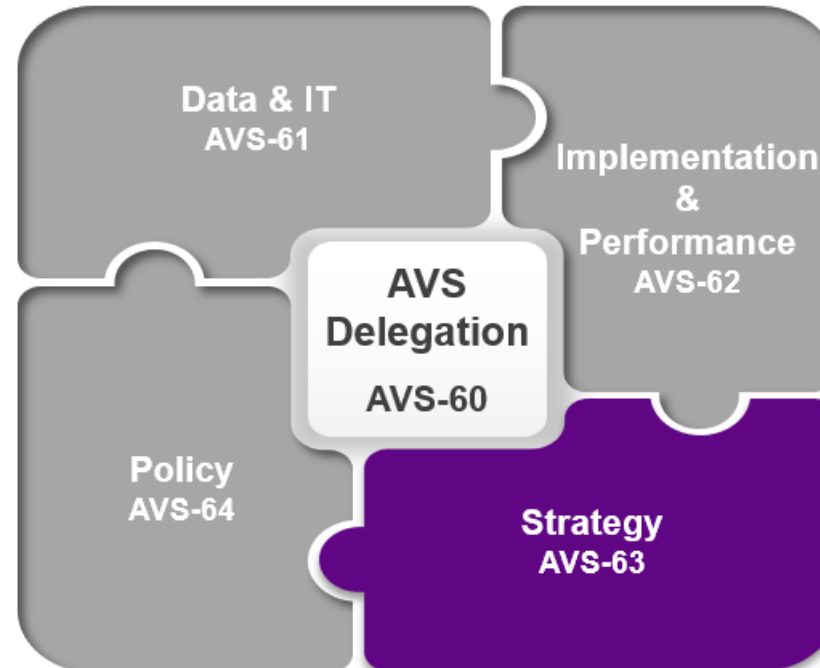 Data & IT
AVS-61
Implementation
&
Performance
AVS-62
AVS
Delegation
AVS-60
Policy
AVS-64
Strategy
AVS-63